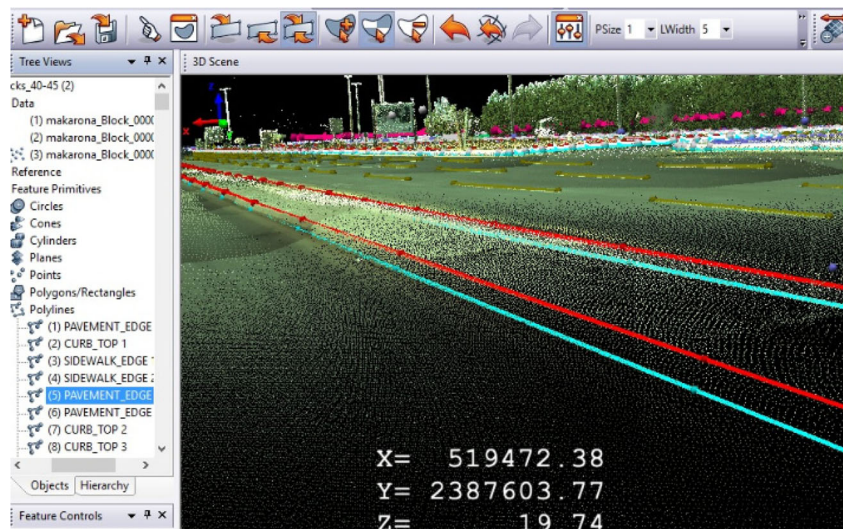 PSize 1 LWidth 5
Tree Views
3D Scene
cks_40-45 (2)
Data
(1) makarona_Block_000(
(2) makarona_Block_000(
(3) makarona_Block_000(
Reference
Feature Primitives
Circles
Cones
Cylinders
Planes
Points
Polygons/Rectangles
Polylines
(1) PAVEMENT_EDGE
(2) CURB_TOP 1
(3) SIDEWALK_EDGE 1
(4) SIDEWALK_EDGE 2
(5) PAVEMENT_EDGE
(6) PAVEMENT_EDGE
(7) CURB_TOP 2
(8) CURB_TOP 3
Objects Hierarchy
Feature Controls
X= 519472.38
Y= 2387603.77
Z= 19.74